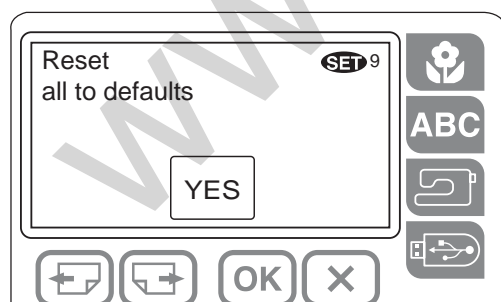 Reset
SET 9
all to defaults
ABC
YES
OK